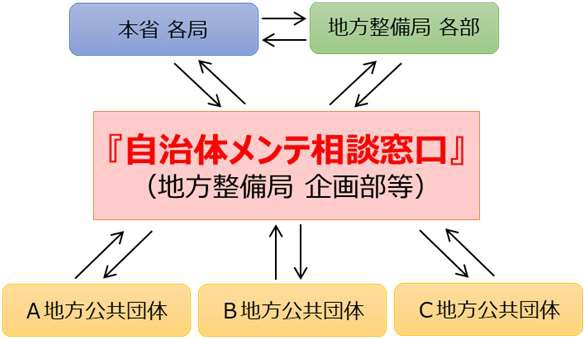 本省 各局
地方整備局 各部
『自治体メンテ相談窓口』
（地方整備局 企画部等）
Ａ地方公共団体
Ｂ地方公共団体
Ｃ地方公共団体